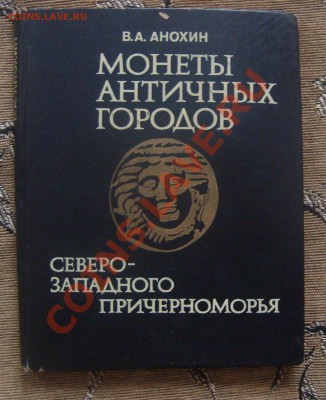 COINS.LAVE.RU
В.А. АНОХИН
МОНЕТЫ
АНТИЧНЫХ
ГОРОДОВ
COINS.LAVE.RU
СЕВЕРО-
ЗАПАДНОГО
ПРИЧЕРНОМОРЬЯ